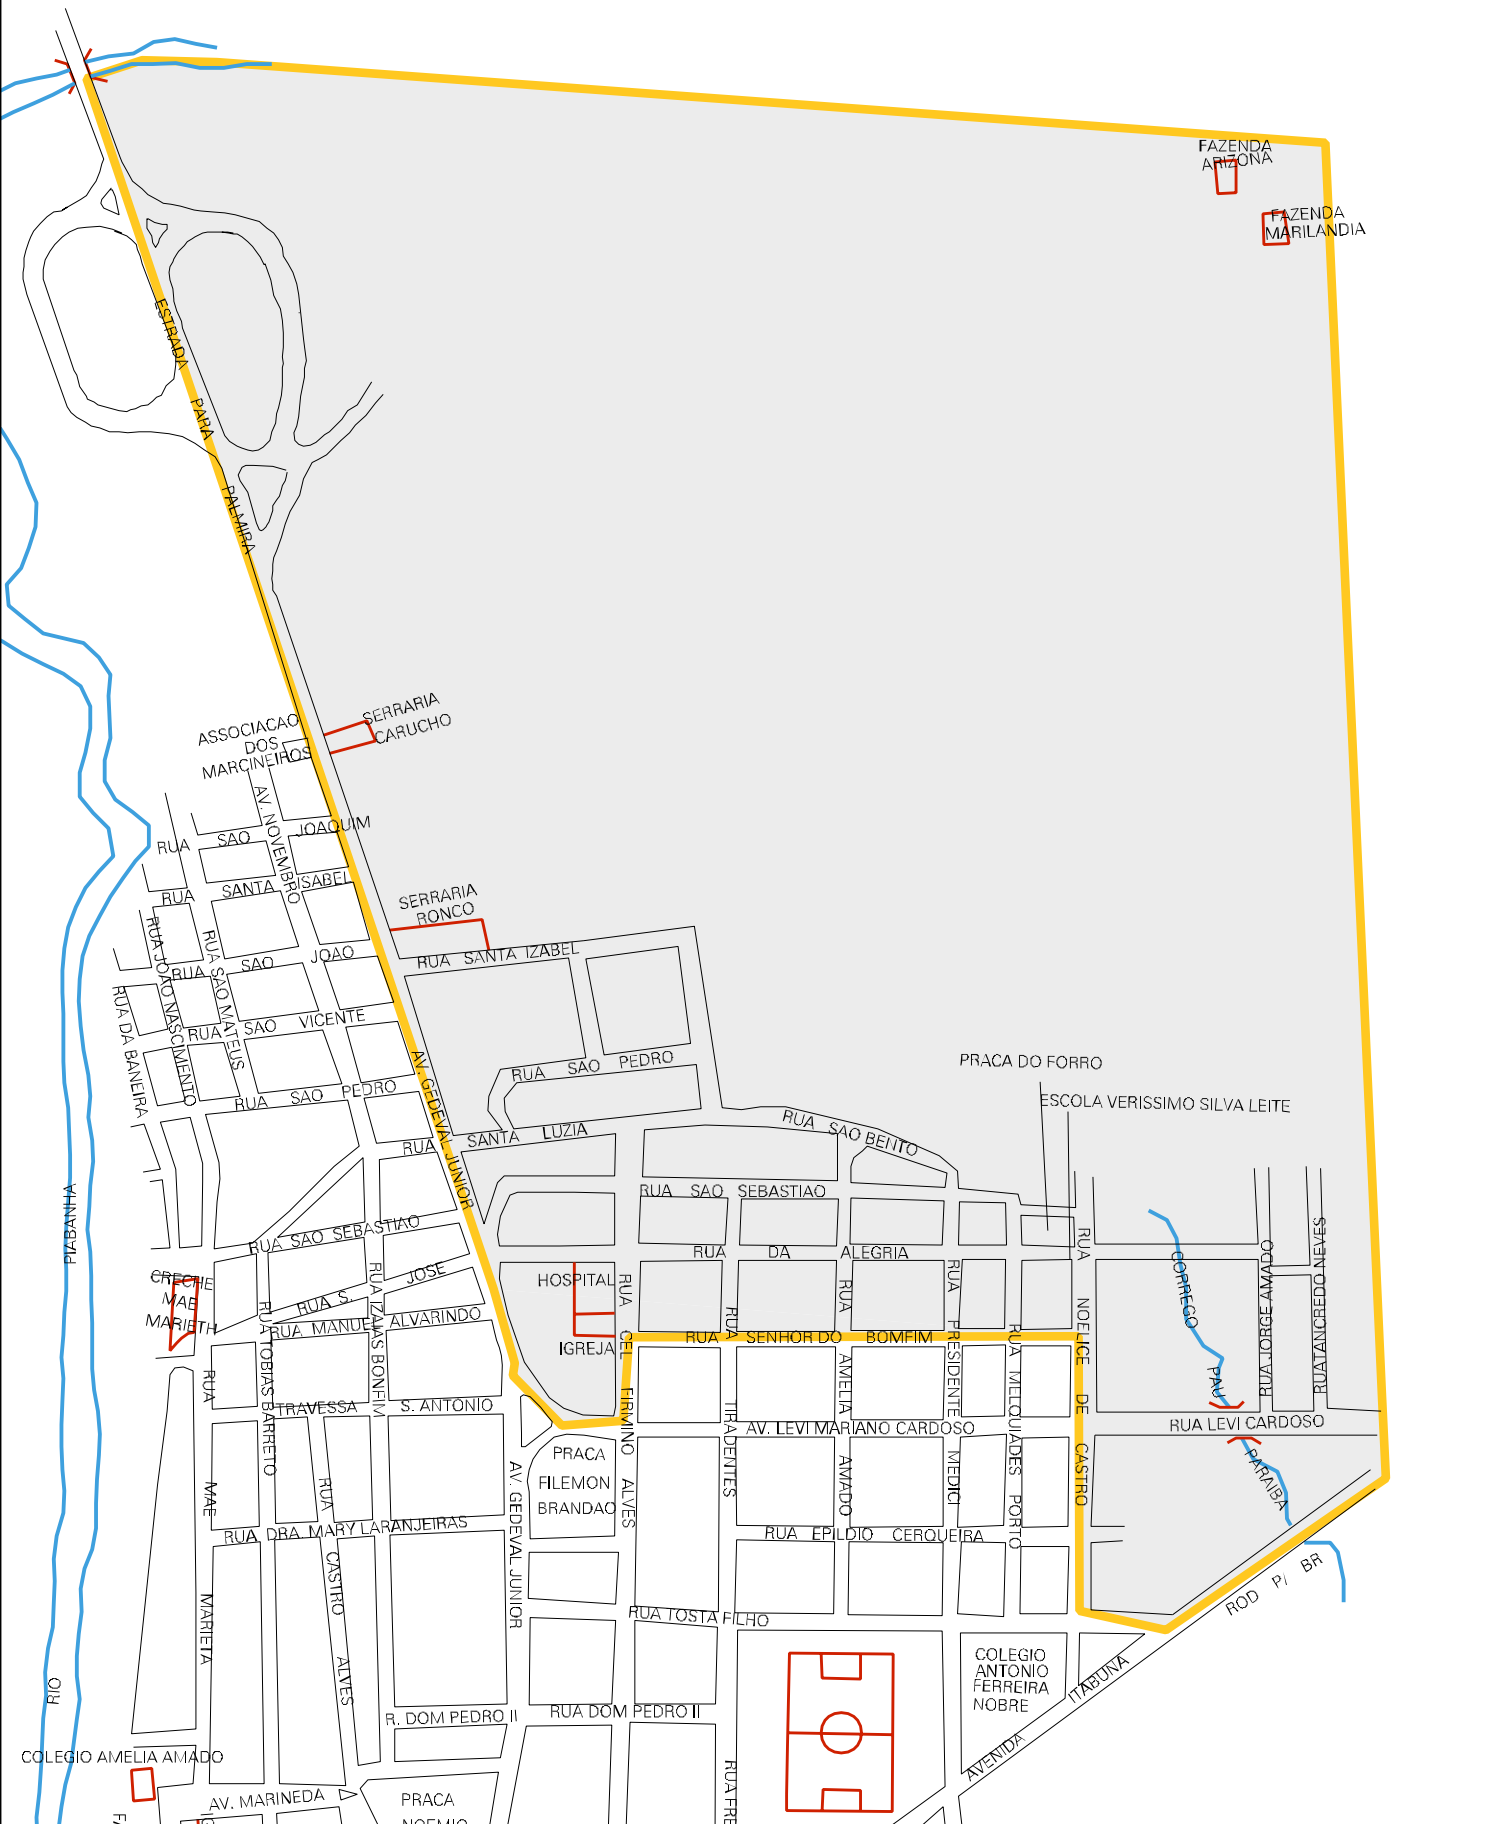 FAZENDA
ARIZONA
FAZENDA
MARILANDIA
ESTRADA PARA PALMIRA
SERRARIA
CARUCHO
ASSOCIACAO
DOS
MARCINEIROS
AV. NOVEMBRO
RUA SAO JOAQUIM
RUA SANTA ISABEL
SERRARIA
RONCO
RUA SANTA IZABEL
RUA JOAO NASCIMENTO
RUA SAO MATEUS
RUA SAO JOAO
RUA DA BANEIRA
RUA SAO VICENTE
AV. GEDEVAL JUNIOR
RUA SAO PEDRO
RUA SAO PEDRO
PRACA DO FORRO
ESCOLA VERISSIMO SILVA LEITE
RUA SANTA LUZIA
RUA SAO BENTO
RUA SAO SEBASTIAO
RUA SAO SEBASTIAO
RUA DA ALEGRIA
PIABANHA
RIO
CRECHE
MAE
MARIETH
RUA S. JOSE
RUA IZAIAS BONFIM
RUA MANUEL ALVARINDO
RUA TOBIAS BARRETO
HOSPITAL
IGREJA
RUA CEL FIRMINO ALVES
RUA SENHOR DO BOMFIM
RUA TIRADENTES
RUA AMELIA AMADO
RUA PRESIDENTE MEDICI
RUA MELQUIADES PORTO
RUA NOELICE DE CASTRO
CORREGO
PAU
PARAIBA
RUA JORGE AMADO
RUATANCREDO NEVES
RUA LEVI CARDOSO
AV. LEVI MARIANO CARDOSO
TRAVESSA S. ANTONIO
PRACA
FILEMON
BRANDAO
AV. GEDEVAL JUNIOR
RUA MAE MARIETA
RUA CASTRO ALVES
RUA DRA. MARY LARANJEIRAS
RUA EPILDIO CERQUEIRA
ROD P/ BR
RUA TOSTA FILHO
COLEGIO
ANTONIO
FERREIRA
NOBRE
AVENIDA ITABUNA
R. DOM PEDRO II
RUA DOM PEDRO II
COLEGIO AMELIA AMADO
AV. MARINEDA
PRACA
NOEMIO
RUA FRE